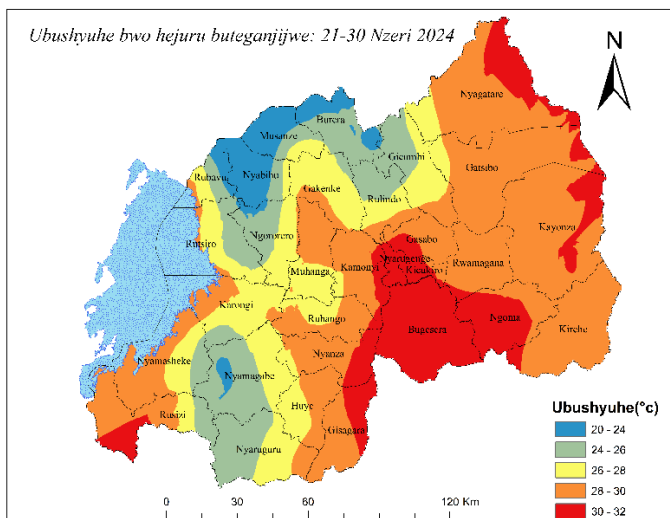 Ubushyuhe bwo hejuru buteganjijwe: 21-30 Nzeri 2024
N
Nyagatare
Burera
Musanze
Gicumbi
Gatsibo
Rubavu
Nyabihu
Gakenke
Rulindo
Kayonza
Rutsiro
Ngororero
Gasabo
Nyarugenge
Kicukiro
Rwamagana
Muhanga
Kamonyi
Karongi
Ruhango
Bugesera
Ngoma
Kirehe
Nyamasheke
Nyanza
Nyamagabe
Rusizi
Huye
Gisagara
Nyaruguru
Ubushyuhe(°c)
20 - 24
24 - 26
26 - 28
28 - 30
30 - 32
0 30 60 120 Km